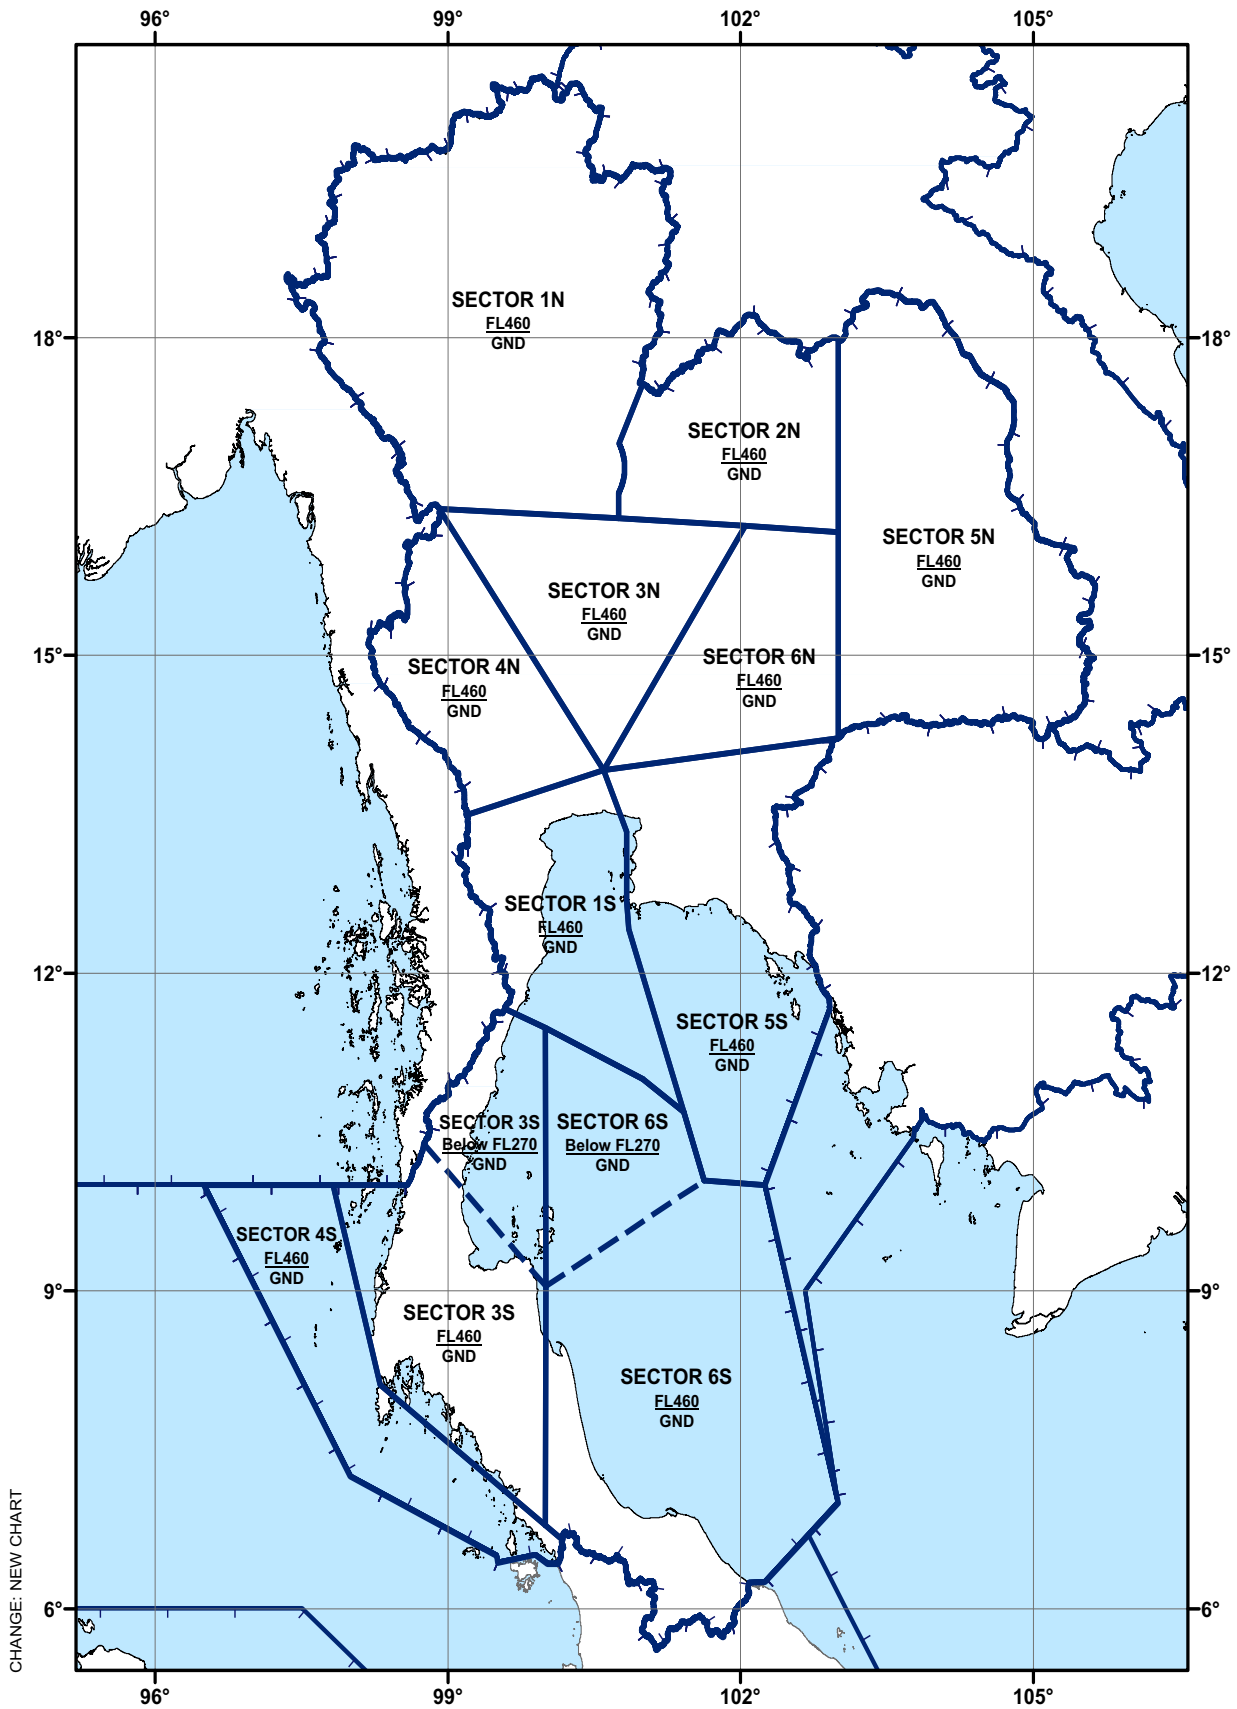 96°
99°
102°
105°
SECTOR 1N
FL460
GND
18°
18°
SECTOR 2N
FL460
GND
SECTOR 5N
FL460
GND
SECTOR 3N
FL460
GND
15°
15°
SECTOR 4N
FL460
GND
SECTOR 6N
FL460
GND
SECTOR 1S
FL460
GND
12°
12°
SECTOR 5S
FL460
GND
SECTOR 3S
Below FL270
GND
SECTOR 6S
Below FL270
GND
SECTOR 4S
FL460
GND
9°
9°
SECTOR 3S
FL460
GND
SECTOR 6S
FL460
GND
CHANGE: NEW CHART
6°
6°
96°
99°
102°
105°